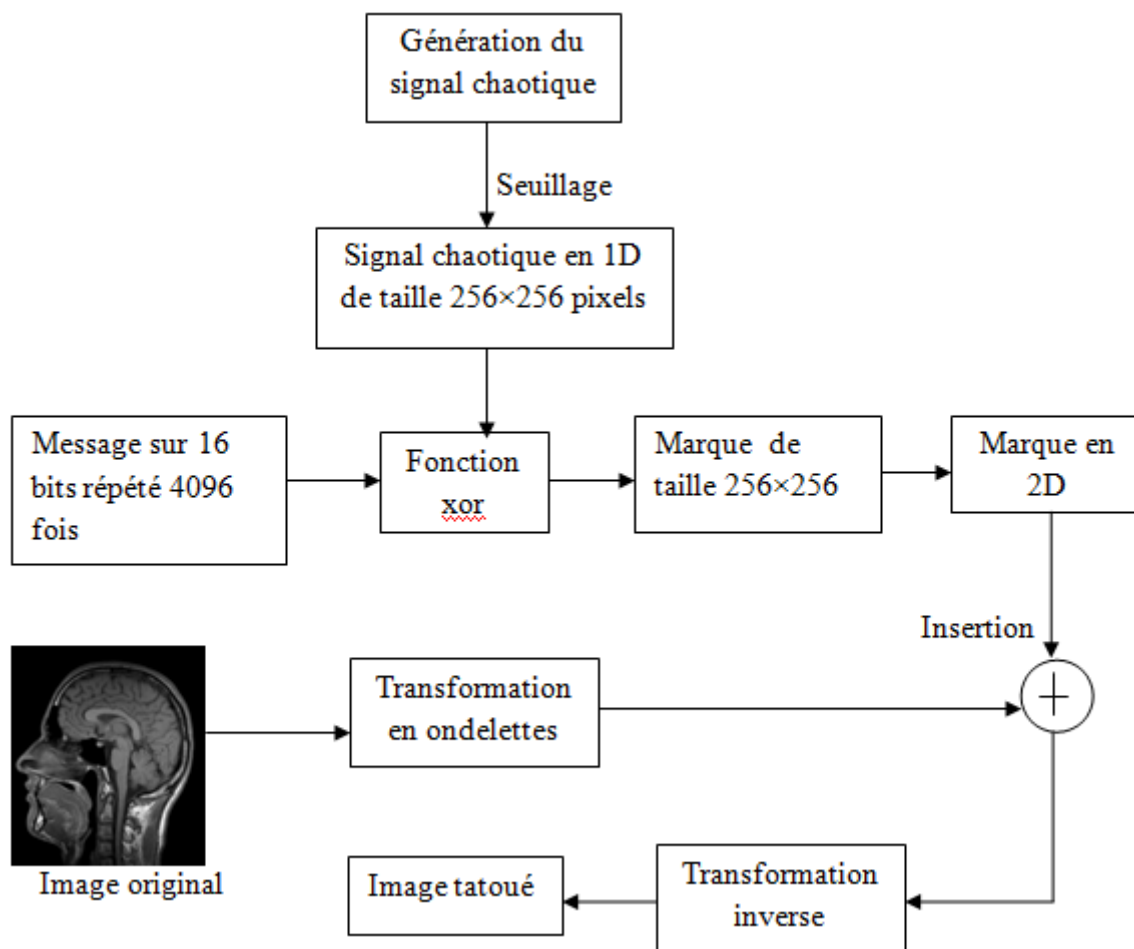 Génération du
signal chaotique
Seuillage
Signal chaotique en 1D
de taille 256×256 pixels
Message sur 16
bits répété 4096
fois
Fonction
xor
Marque de
taille 256×256
Marque en
2D
Insertion
Transformation
en ondelettes
Image original
Image tatoué
Transformation
inverse